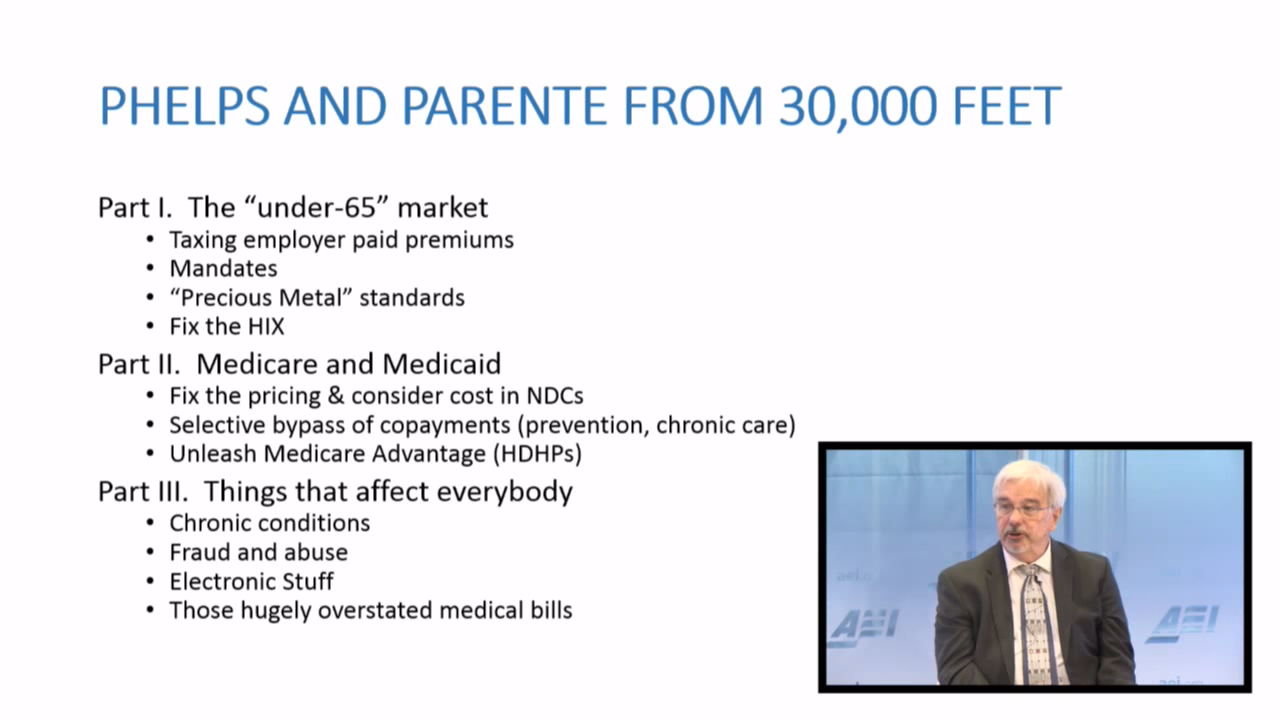 PHELPS AND PARENTE FROM 30,000 FEET
Part I.  The “under-65” market
• Taxing employer paid premiums
• Mandates
• “Precious Metal” standards
• Fix the HIX
Part II.  Medicare and Medicaid
• Fix the pricing & consider cost in NDCs
• Selective bypass of copayments (prevention, chronic care)
• Unleash Medicare Advantage (HDHPs)
Part III.  Things that affect everybody
• Chronic conditions
• Fraud and abuse
• Electronic Stuff
• Those hugely overstated medical bills
AEI
AEI